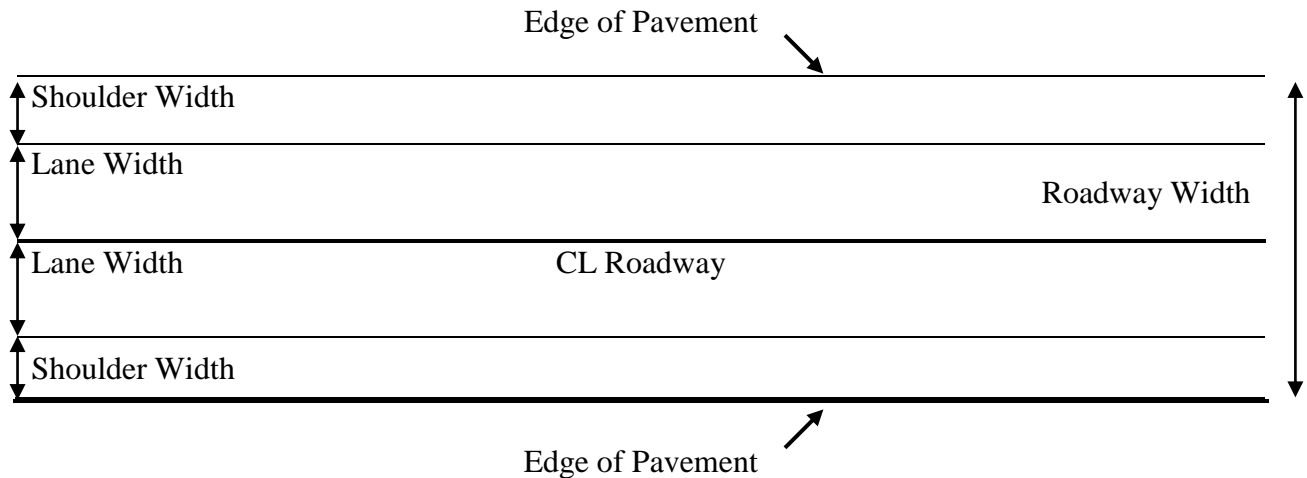 Edge of Pavement
Shoulder Width
Lane Width
Roadway Width
Lane Width
CL Roadway
Shoulder Width
Edge of Pavement